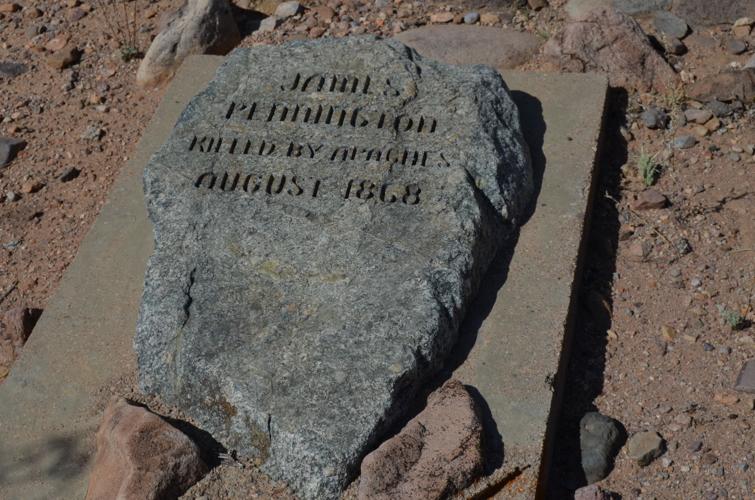 JAMES
PENNINGTON
KILLED BY APACHES
AUGUST 1868